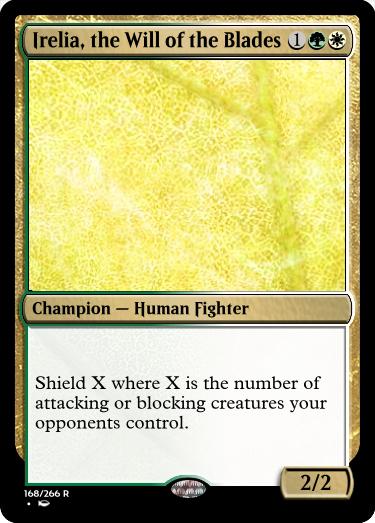 Irelia, the Will of the Blades 1
Champion — Human Fighter
Shield X where X is the number of
attacking or blocking creatures your
opponents control.
2/2
168/266 R